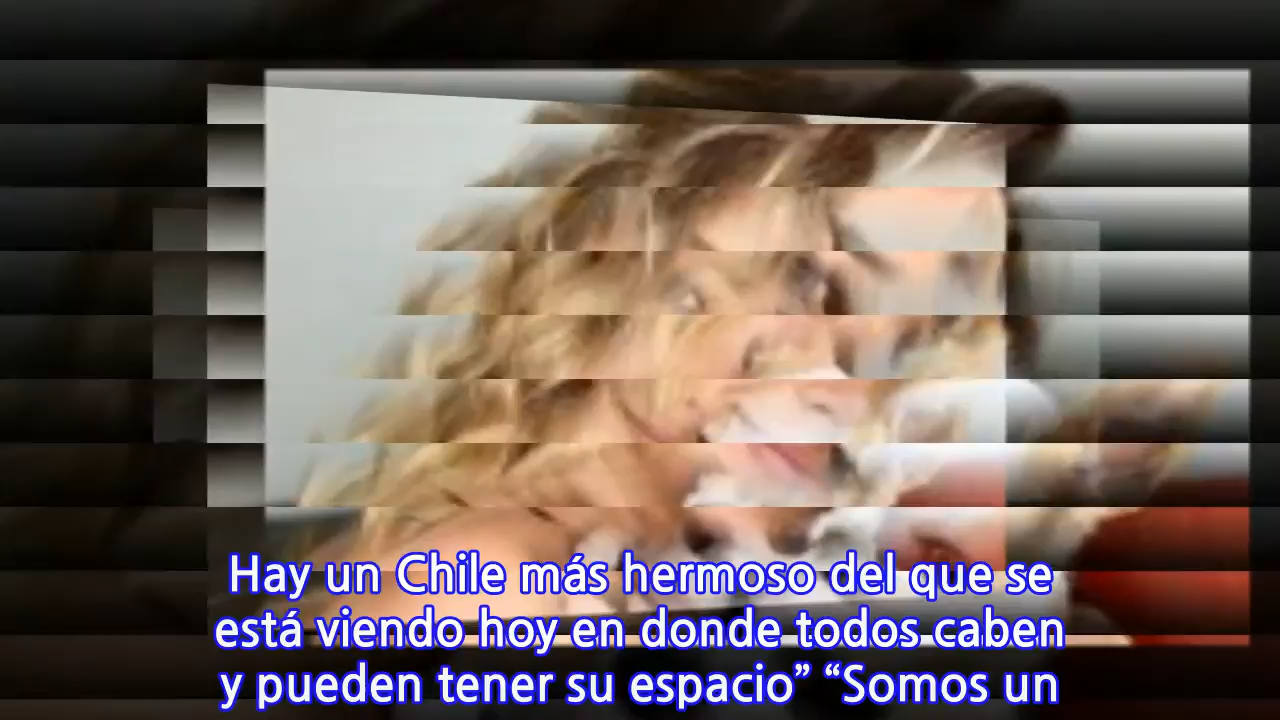 Hay un Chile más hermoso del que se
está viendo hoy en donde todos caben
y pueden tener su espacio” “Somos un